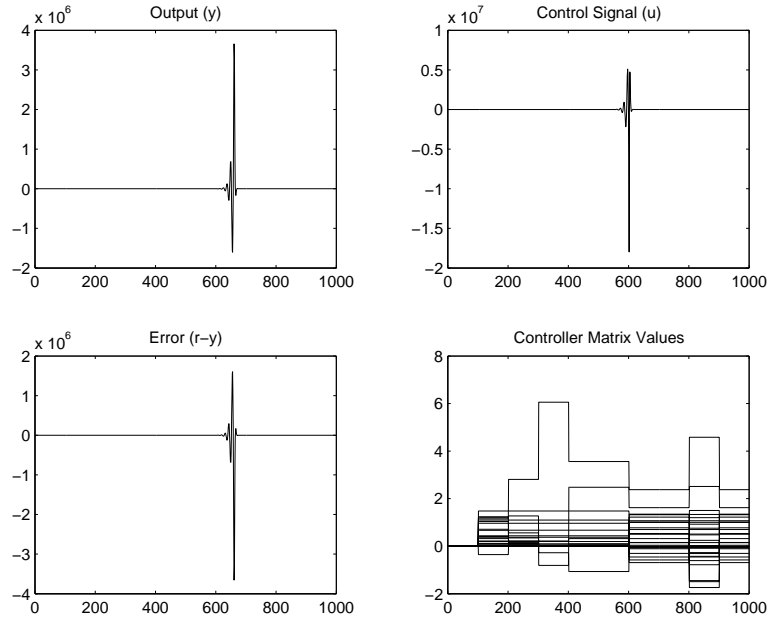 Output (y)
x 10^6
4
3
2
1
0
−1
−2
0 200 400 600 800 1000
Control Signal (u)
x 10^7
1
0.5
0
−0.5
−1
−1.5
−2
0 200 400 600 800 1000
Error (r−y)
x 10^6
2
1
0
−1
−2
−3
−4
0 200 400 600 800 1000
Controller Matrix Values
8
6
4
2
0
−2
0 200 400 600 800 1000